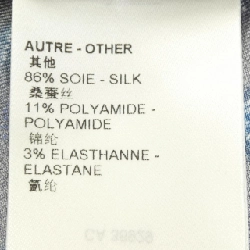 AUTRE - OTHER
其他
86% SOIE - SILK
桑蚕丝
11% POLYAMIDE -
POLYAMIDE
锦纶
3% ELASTHANNE -
ELASTANE
氨纶